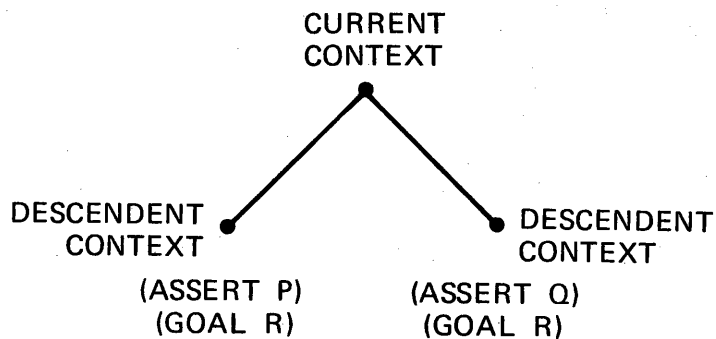 CURRENT
CONTEXT
DESCENDENT
CONTEXT
DESCENDENT
CONTEXT
(ASSERT P)
(GOAL R)
(ASSERT Q)
(GOAL R)